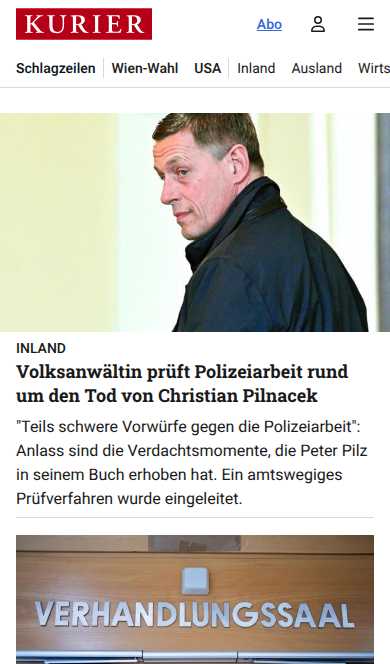 KURIER
Abo
Schlagzeilen Wien-Wahl USA Inland Ausland Wirts
INLAND
Volksanwältin prüft Polizeiarbeit rund
um den Tod von Christian Pilnacek
"Teils schwere Vorwürfe gegen die Polizeiarbeit":
Anlass sind die Verdachtsmomente, die Peter Pilz
in seinem Buch erhoben hat. Ein amtswegiges
Prüfverfahren wurde eingeleitet.
VERHANDLUNGSSAAL